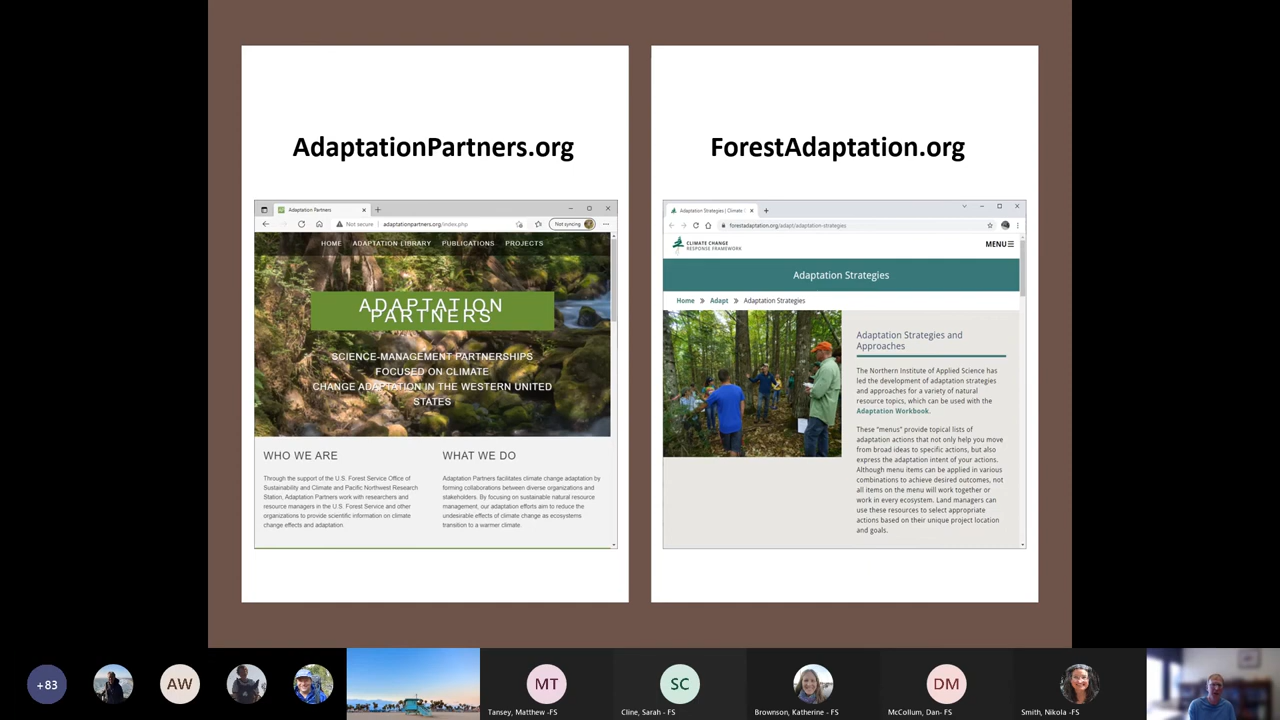 AdaptationPartners.org
Adaptation Partners
Not secure
adaptationpartners.org/index.php
Not syncing
HOME ADAPTATION LIBRARY PUBLICATIONS PROJECTS
ADAPTATION
PARTNERS
SCIENCE-MANAGEMENT PARTNERSHIPS
FOCUSED ON CLIMATE
CHANGE ADAPTATION IN THE WESTERN UNITED
STATES
WHO WE ARE
Through the support of the U.S. Forest Service Office of
Sustainability and Climate and Pacific Northwest Research
Station, Adaptation Partners work with researchers and
resource managers in the U.S. Forest Service and other
organizations to provide scientific information on climate
change effects and adaptation.
WHAT WE DO
Adaptation Partners facilitates climate change adaptation by
forming collaborations between diverse organizations and
stakeholders. By focusing on sustainable natural resource
management, our adaptation efforts aim to reduce the
undesirable effects of climate change as ecosystems
transition to a warmer climate.
ForestAdaptation.org
Adaptation Strategies | Climate
forestadaptation.org/adapt/adaptation-strategies
CLIMATE CHANGE
RESPONSE FRAMEWORK
MENU
Adaptation Strategies
Home » Adapt » Adaptation Strategies
Adaptation Strategies and
Approaches
The Northern Institute of Applied Science has
led the development of adaptation strategies
and approaches for a variety of natural
resource topics, which can be used with the
Adaptation Workbook.
These “menus” provide topical lists of
adaptation actions that not only help you move
from broad ideas to specific actions, but also
express the adaptation intent of your actions.
Although menu items can be applied in various
combinations to achieve desired outcomes, not
all items on the menu will work together or
work in every ecosystem. Land managers can
use these resources to select appropriate
actions based on their unique project location
and goals.
+83
AW
MT
Tansey, Matthew -FS
SC
Cline, Sarah - FS
Brownson, Katherine - FS
DM
McCollum, Dan- FS
Smith, Nikola -FS